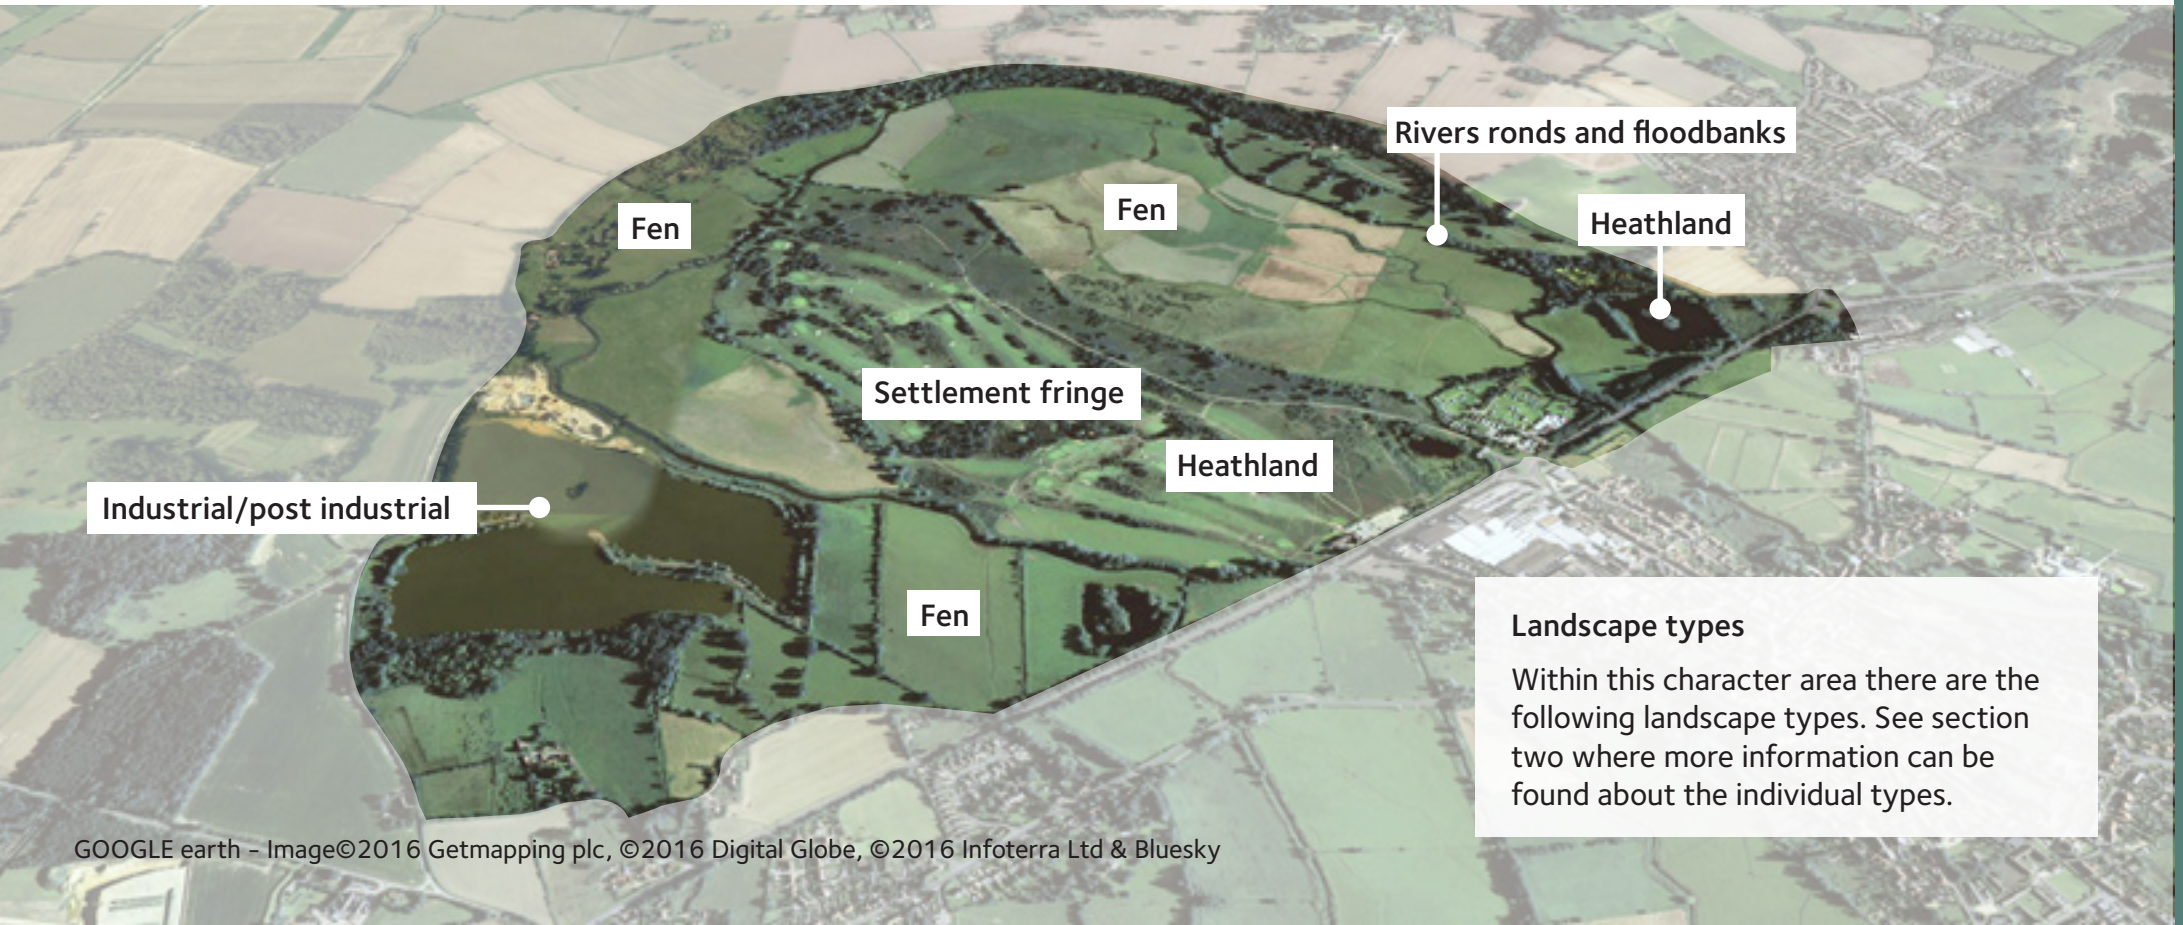 Rivers ronds and floodbanks
Heathland
Fen
Fen
Settlement fringe
Heathland
Industrial/post industrial
Fen
Landscape types
Within this character area there are the
following landscape types. See section
two where more information can be
found about the individual types.
GOOGLE earth – Image©2016 Getmapping plc, ©2016 Digital Globe, ©2016 Infoterra Ltd & Bluesky